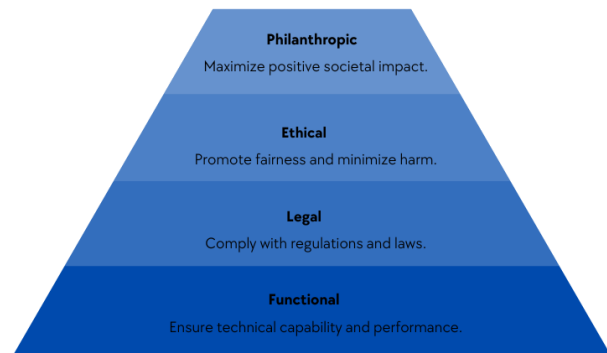 Philanthropic
Maximize positive societal impact.
Ethical
Promote fairness and minimize harm.
Legal
Comply with regulations and laws.
Functional
Ensure technical capability and performance.